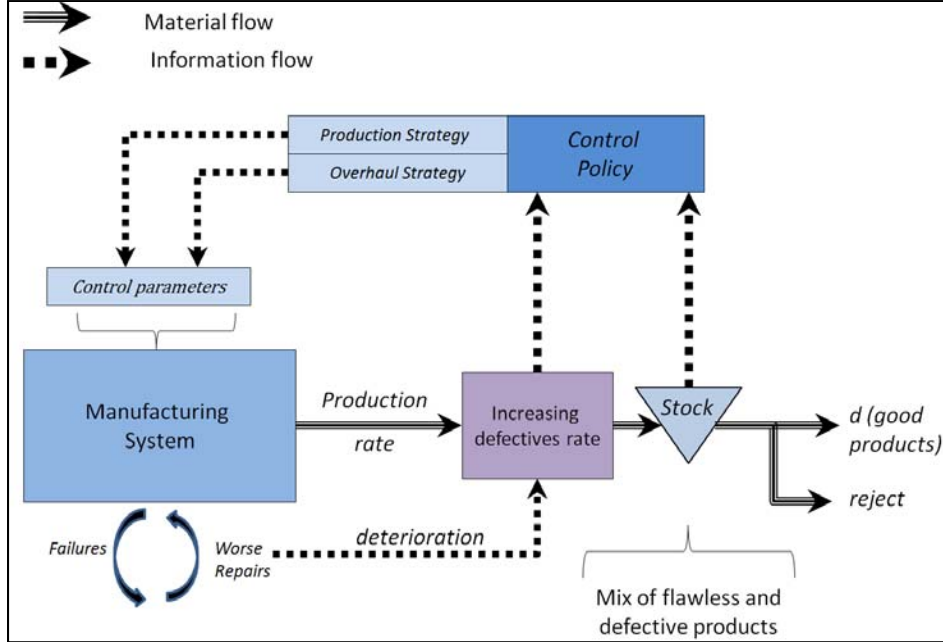 Material flow
Information flow
Production Strategy
Overhaul Strategy
Control
Policy
Control parameters
Manufacturing
System
Production
rate
Increasing
defectives rate
Stock
d (good
products)
reject
Failures
Worse
Repairs
deterioration
Mix of flawless and
defective products